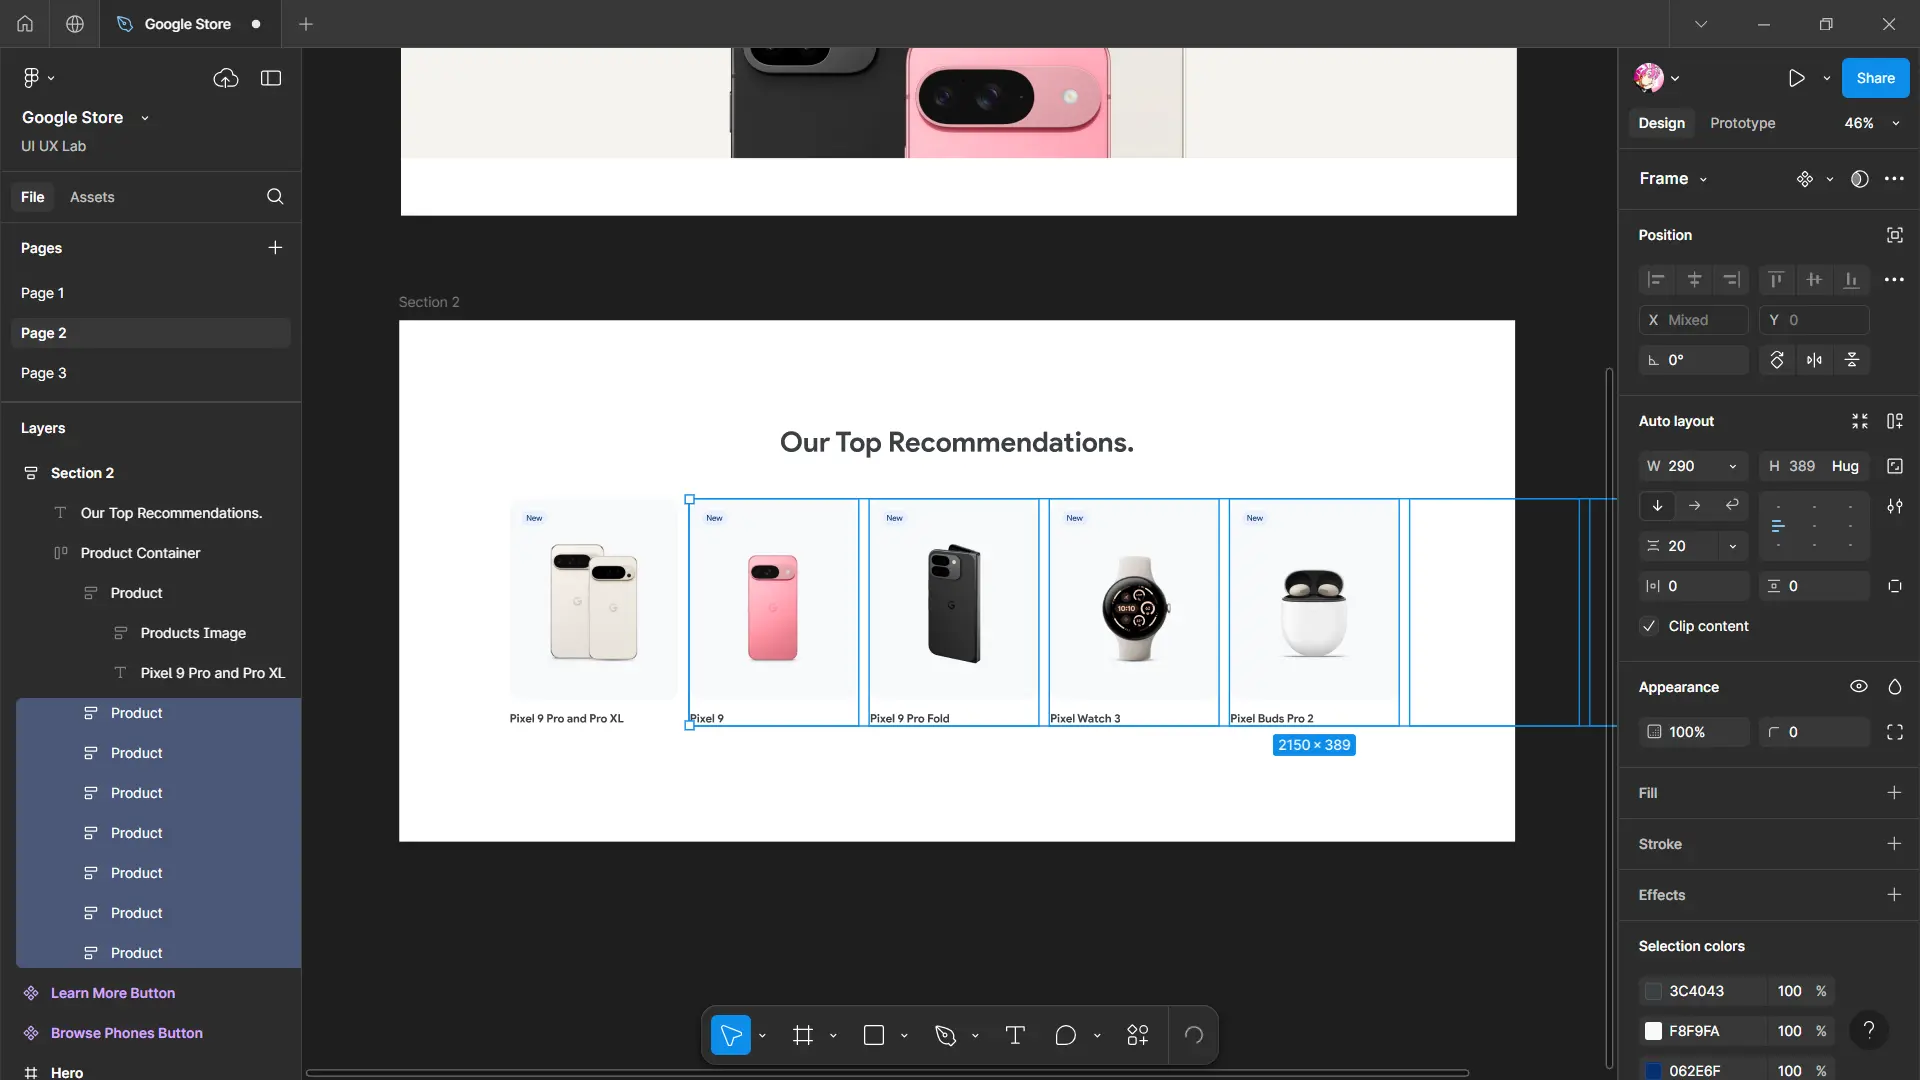 Google Store
Google Store
UI UX Lab
File
Assets
Pages
Page 1
Page 2
Page 3
Layers
Section 2
Our Top Recommendations.
Product Container
Product
Products Image
Pixel 9 Pro and Pro XL
Product
Product
Product
Product
Product
Product
Product
Learn More Button
Browse Phones Button
Hero
Section 2
Our Top Recommendations.
New
New
New
New
New
10:10
Pixel 9 Pro and Pro XL
Pixel 9
Pixel 9 Pro Fold
Pixel Watch 3
Pixel Buds Pro 2
2150 × 389
Share
Design
Prototype
46%
Frame
Position
X Mixed
Y 0
0°
Auto layout
W 290
H 389 Hug
20
0
0
Clip content
Appearance
100%
0
Fill
Stroke
Effects
Selection colors
3C4043 100 %
F8F9FA 100 %
062E6F 100 %
?